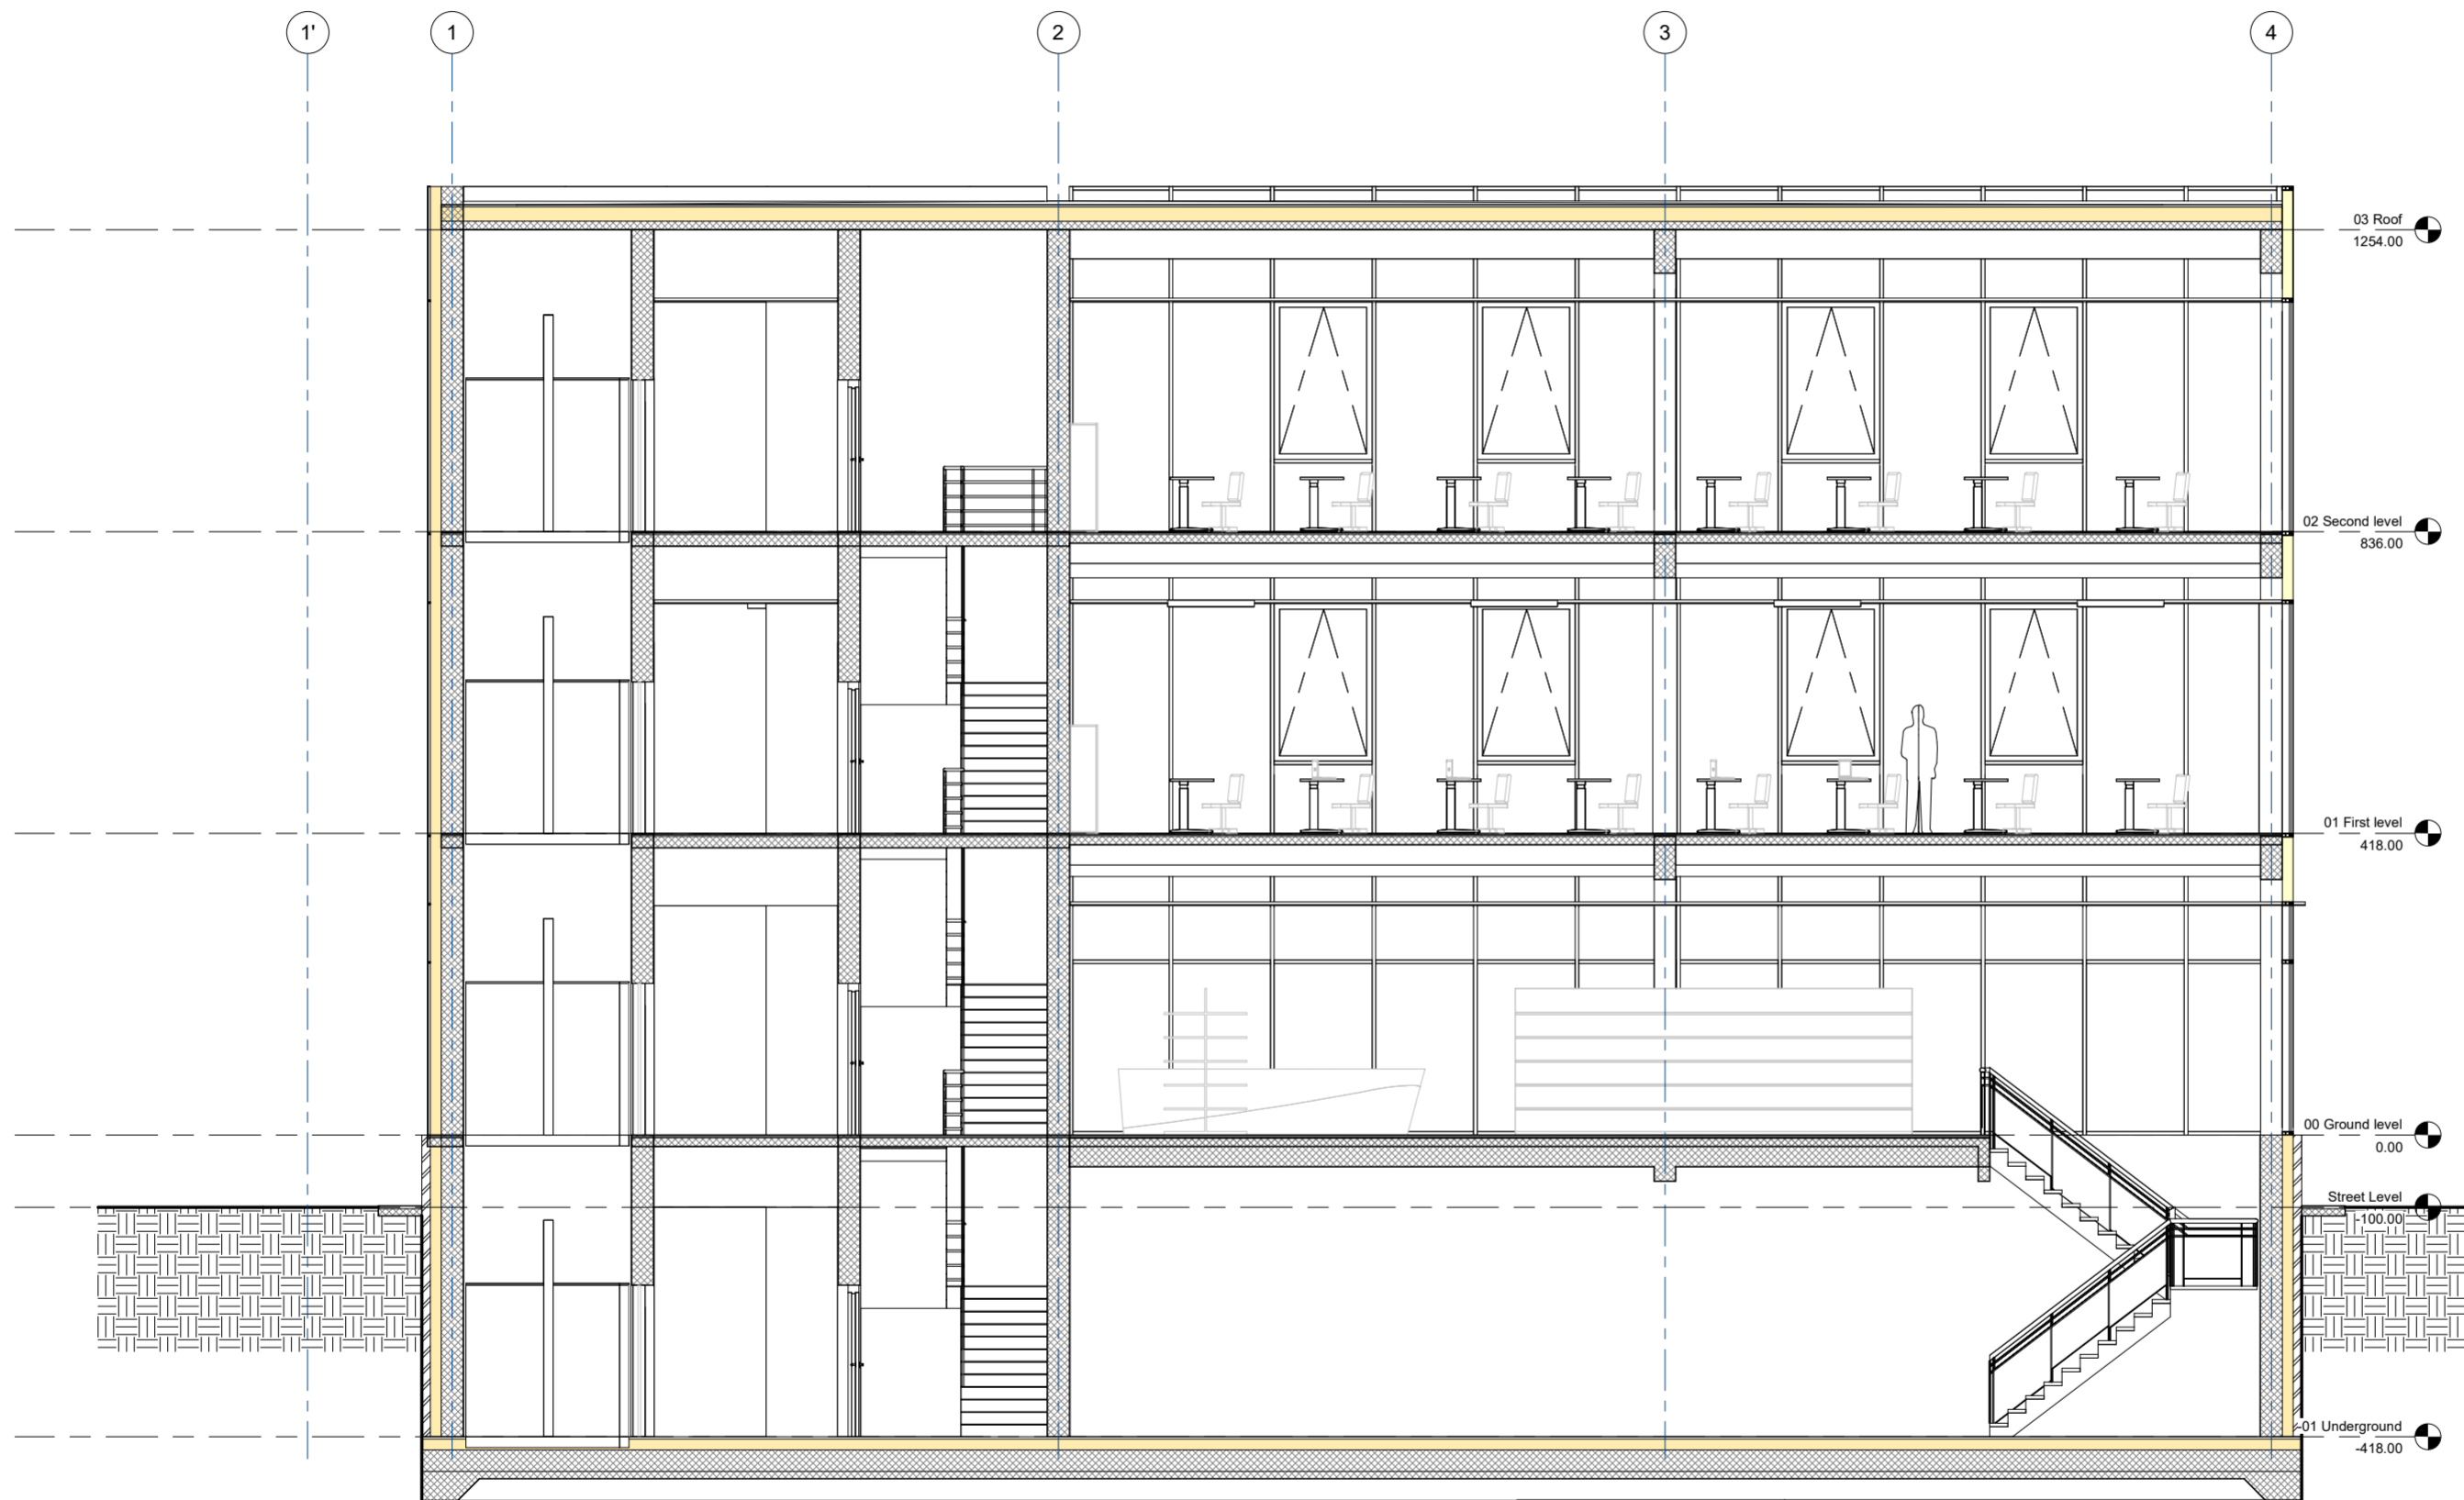 1'
1
2
3
4
03 Roof
1254.00
02 Second level
836.00
01 First level
418.00
00 Ground level
0.00
Street Level
-100.00
-01 Underground
-418.00